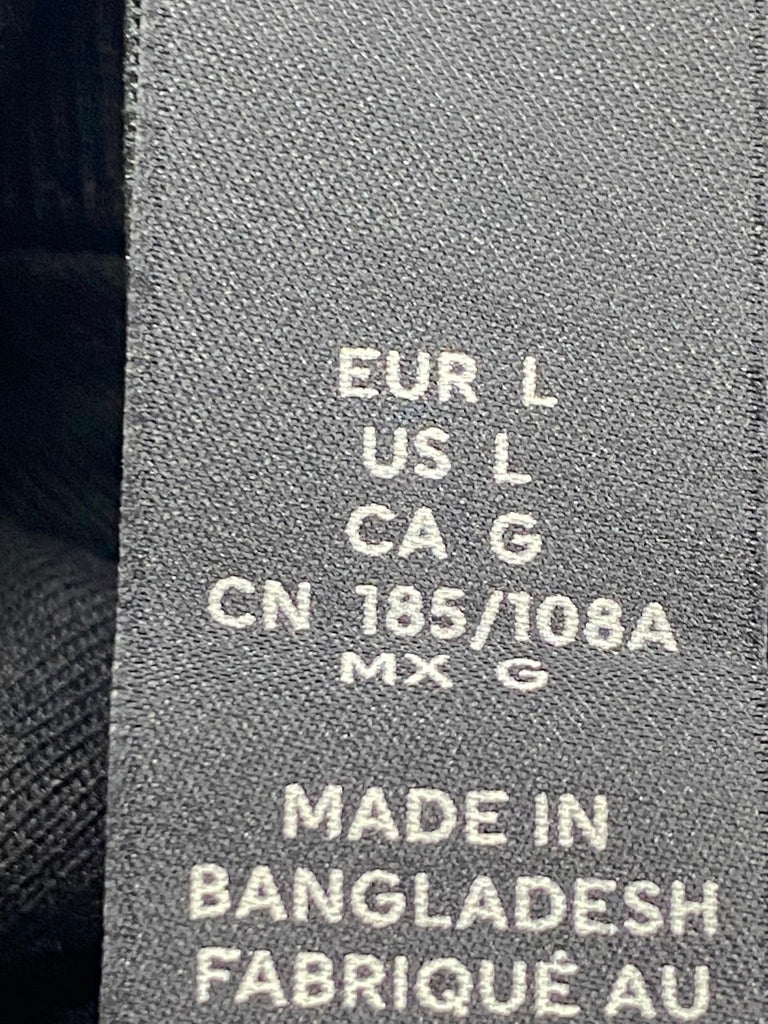 EUR L
US L
CA G
CN 185/108A
MX G
MADE IN
BANGLADESH
FABRIQUÉ AU